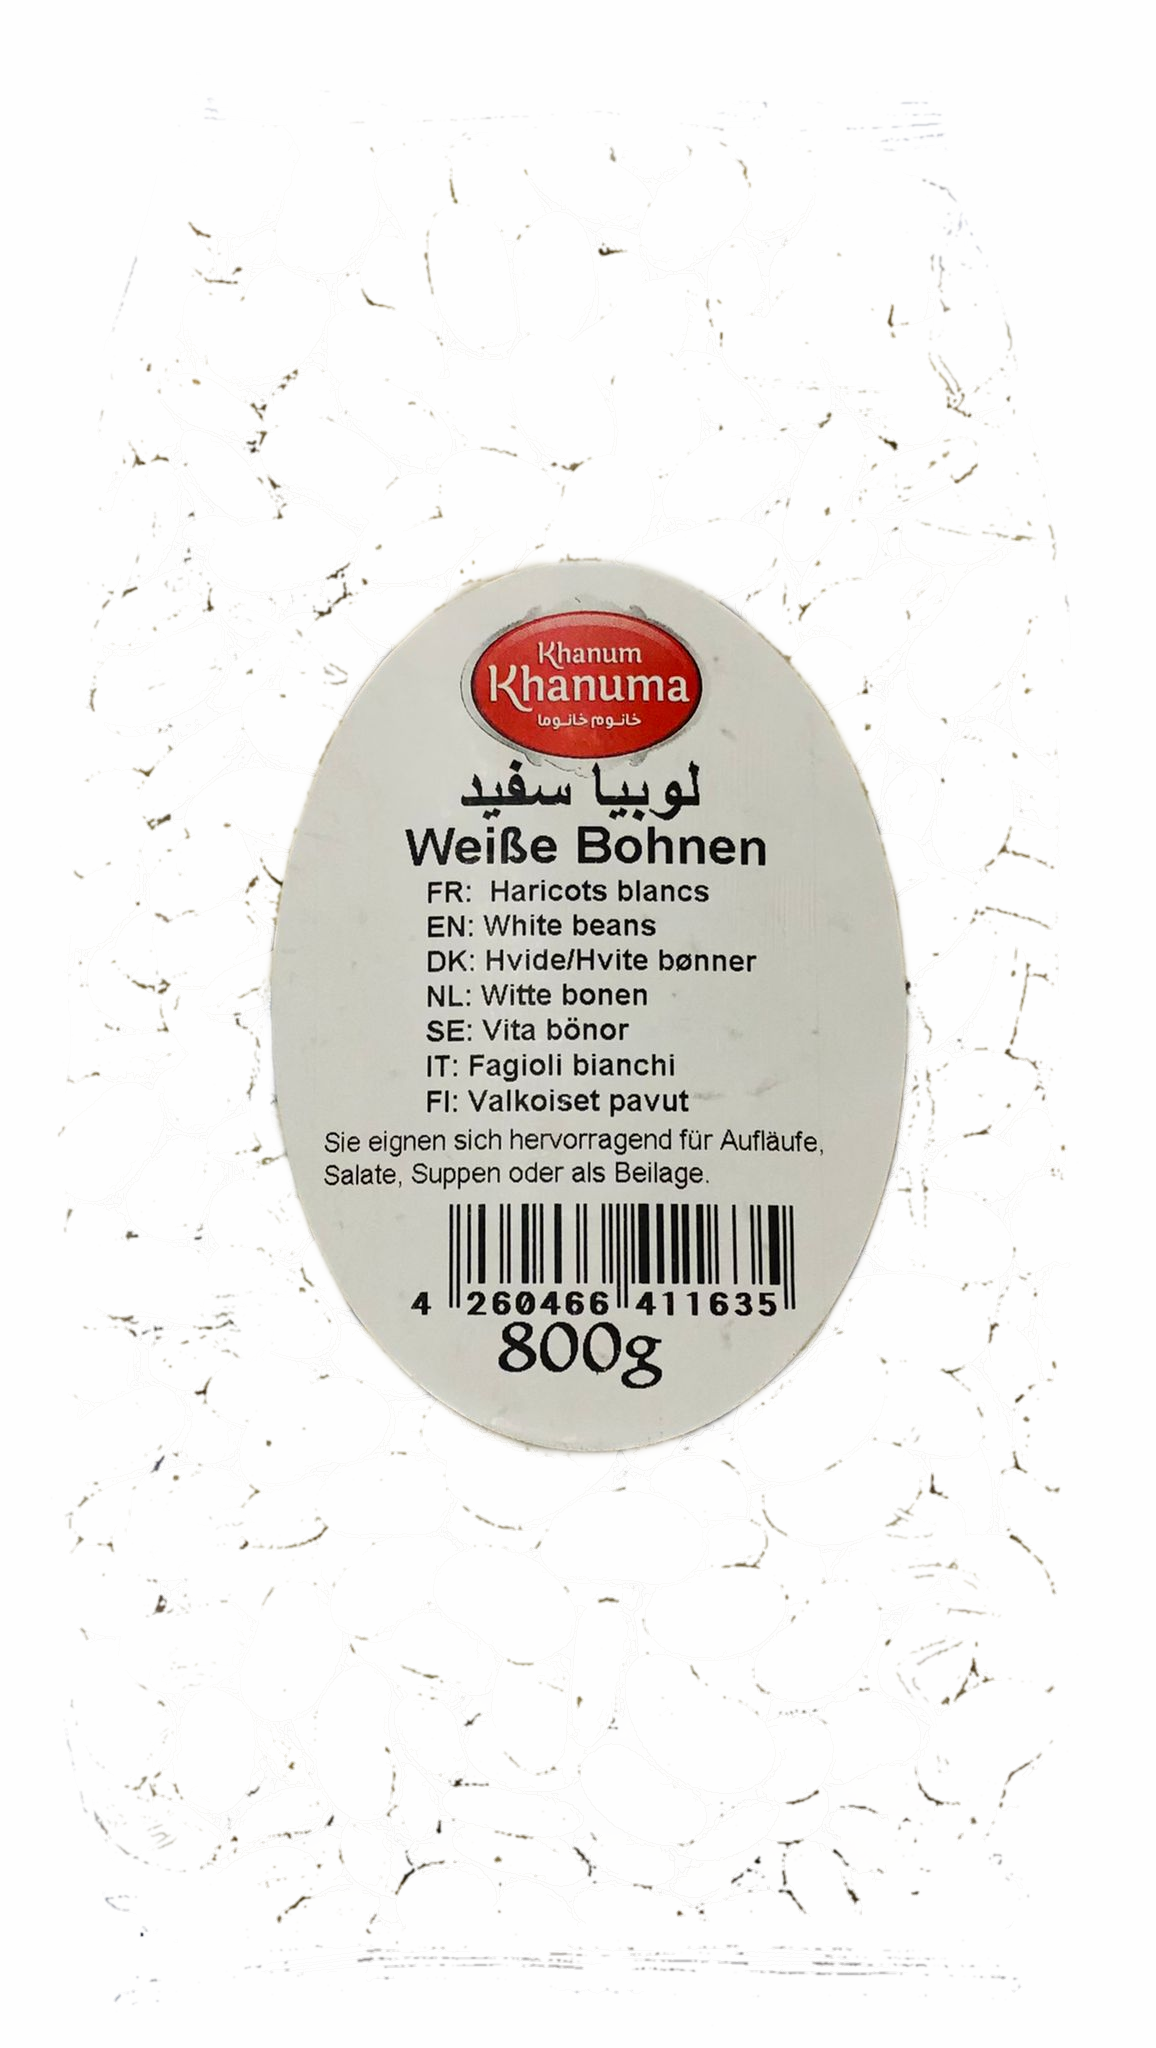 Khanum
Khanuma
خانوم خانوما
لوبیا سفید
Weiße Bohnen
FR: Haricots blancs
EN: White beans
DK: Hvide/Hvite bønner
NL: Witte bonen
SE: Vita bönor
IT: Fagioli bianchi
FI: Valkoiset pavut
Sie eignen sich hervorragend für Aufläufe,
Salate, Suppen oder als Beilage.
4 260466 411635
800g